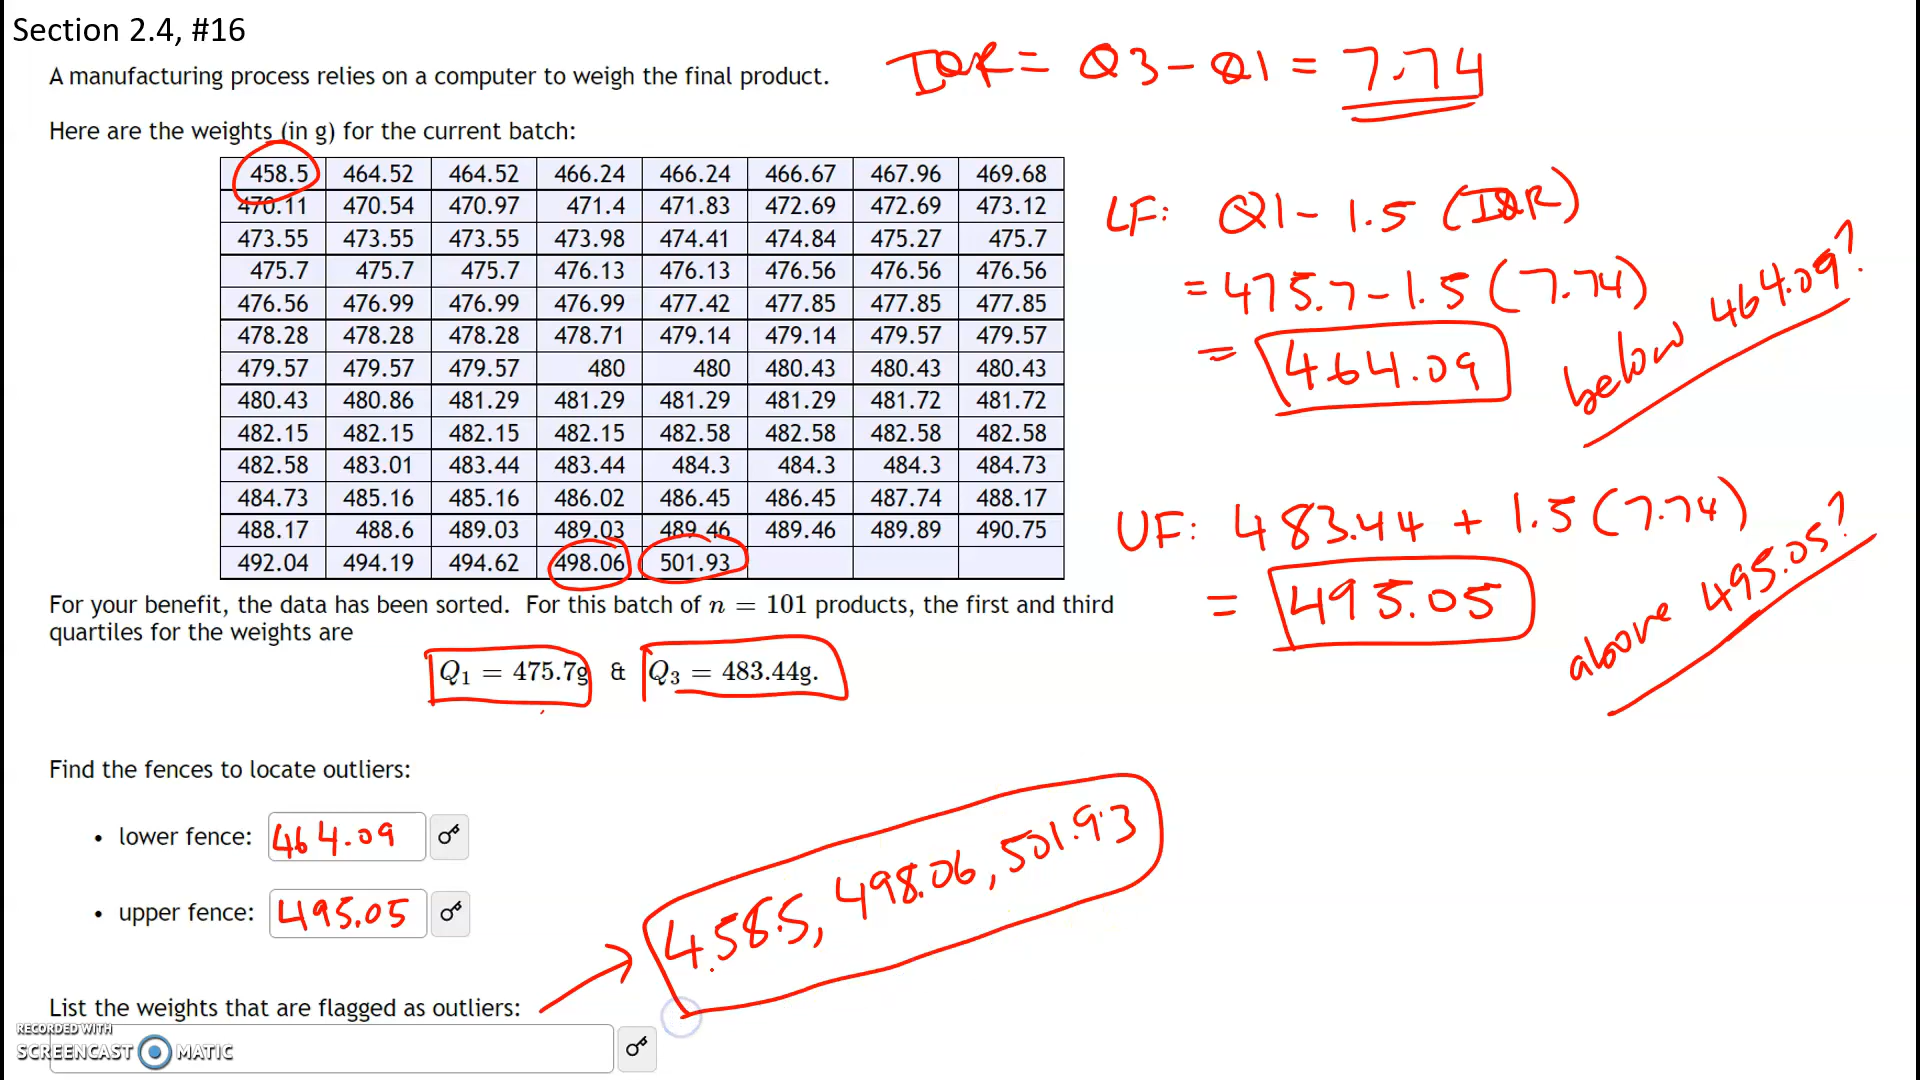 Section 2.4, #16
A manufacturing process relies on a computer to weigh the final product.
IQR = Q3 - Q1 = 7.74
Here are the weights (in g) for the current batch:
458.5 464.52 464.52 466.24 466.24 466.67 467.96 469.68
470.11 470.54 470.97 471.4 471.83 472.69 472.69 473.12
473.55 473.55 473.55 473.98 474.41 474.84 475.27 475.7
475.7 475.7 475.7 476.13 476.13 476.56 476.56 476.56
476.56 476.99 476.99 476.99 477.42 477.85 477.85 477.85
478.28 478.28 478.28 478.71 479.14 479.14 479.57 479.57
479.57 479.57 479.57 480 480 480.43 480.43 480.43
480.43 480.86 481.29 481.29 481.29 481.29 481.72 481.72
482.15 482.15 482.15 482.15 482.58 482.58 482.58 482.58
482.58 483.01 483.44 483.44 484.3 484.3 484.3 484.73
484.73 485.16 485.16 486.02 486.45 486.45 487.74 488.17
488.17 488.6 489.03 489.03 489.46 489.46 489.89 490.75
492.04 494.19 494.62 498.06 501.93
LF: Q1 - 1.5 (IQR)
= 475.7 - 1.5 (7.74)
= 464.09
below 464.09?
UF: 483.44 + 1.5 (7.74)
= 495.05
above 495.05?
For your benefit, the data has been sorted. For this batch of n = 101 products, the first and third
quartiles for the weights are
Q1 = 475.7g & Q3 = 483.44g.
Find the fences to locate outliers:
• lower fence: 464.09
• upper fence: 495.05
458.5, 498.06, 501.93
List the weights that are flagged as outliers:
RECORDED WITH
SCREENCAST MATIC